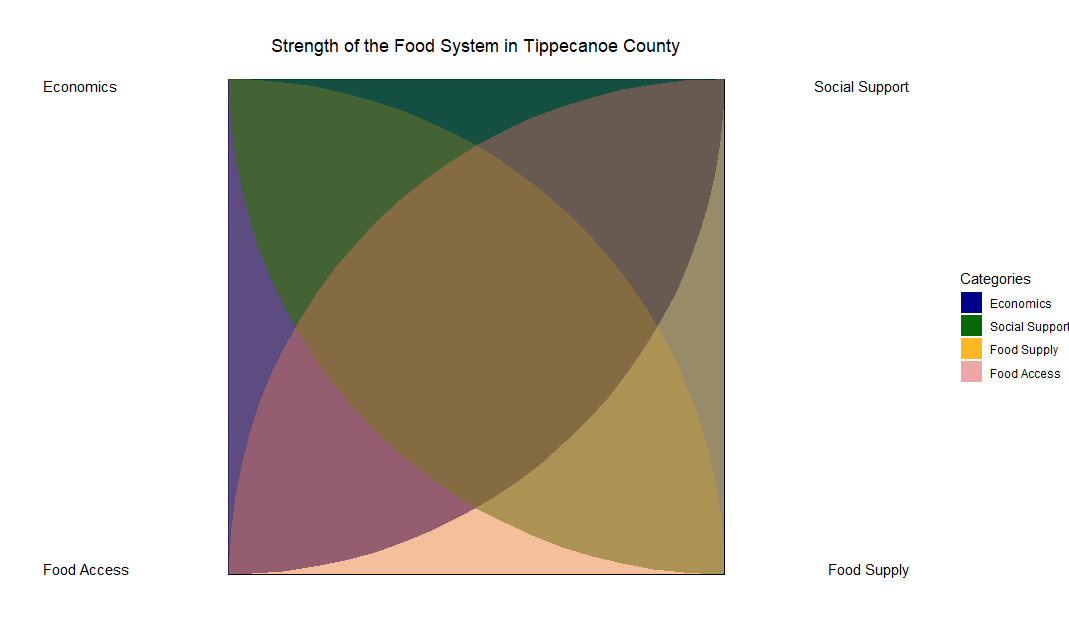 Strength of the Food System in Tippecanoe County
Economics
Social Support
Categories
Economics
Social Support
Food Supply
Food Access
Food Access
Food Supply